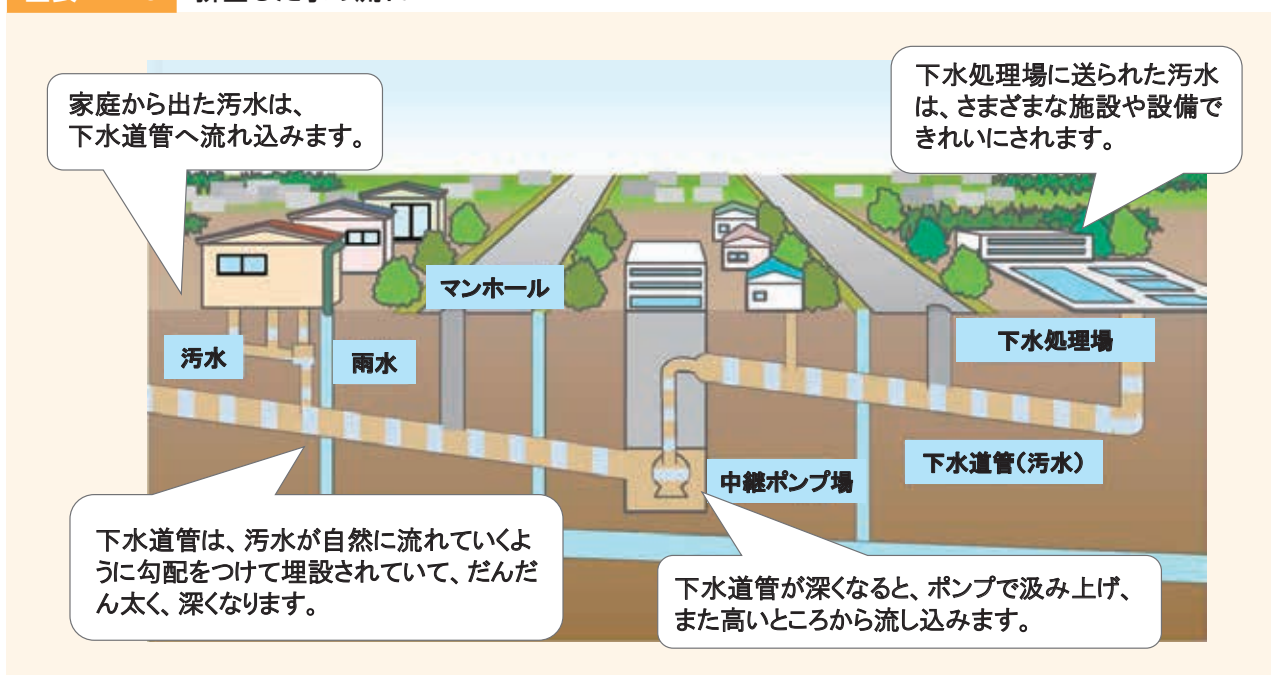 家庭から出た汚水は、
下水道管へ流れ込みます。
下水処理場に送られた汚水
は、さまざまな施設や設備で
きれいにされます。
マンホール
汚水
雨水
下水処理場
下水道管(汚水)
中継ポンプ場
下水道管は、汚水が自然に流れていくよ
うに勾配をつけて埋設されていて、だんだ
ん太く、深くなります。
下水道管が深くなると、ポンプで汲み上げ、
また高いところから流し込みます。